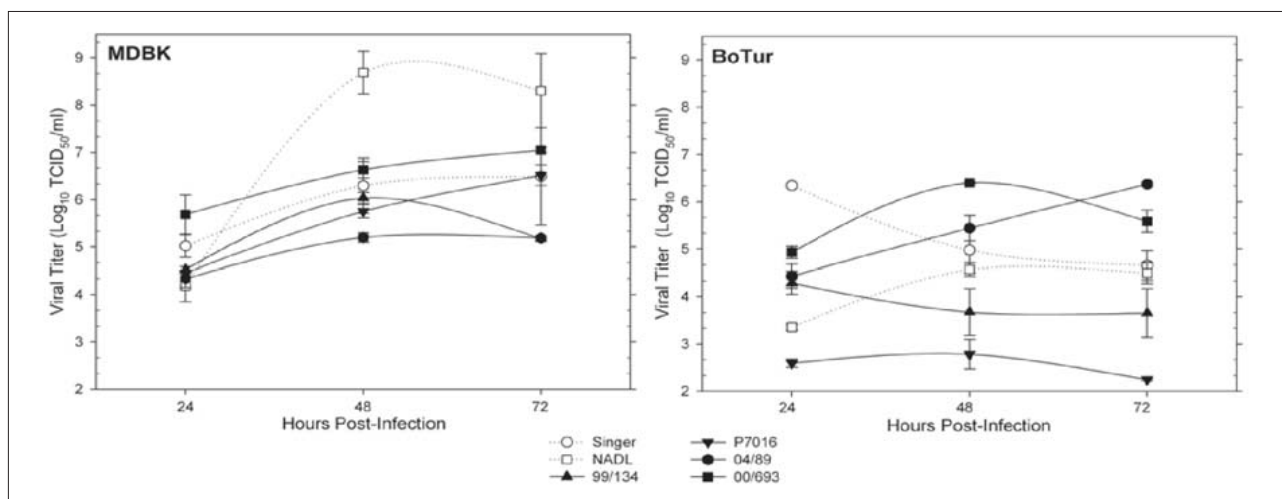 MDBK
Viral Titer (Log10 TCID50/ml)
9
8
7
6
5
4
3
2
24
48
72
Hours Post-Infection
BoTur
Viral Titer (Log10 TCID50/ml)
9
8
7
6
5
4
3
2
24
48
72
Hours Post-Infection
Singer
NADL
99/134
P7016
04/89
00/693